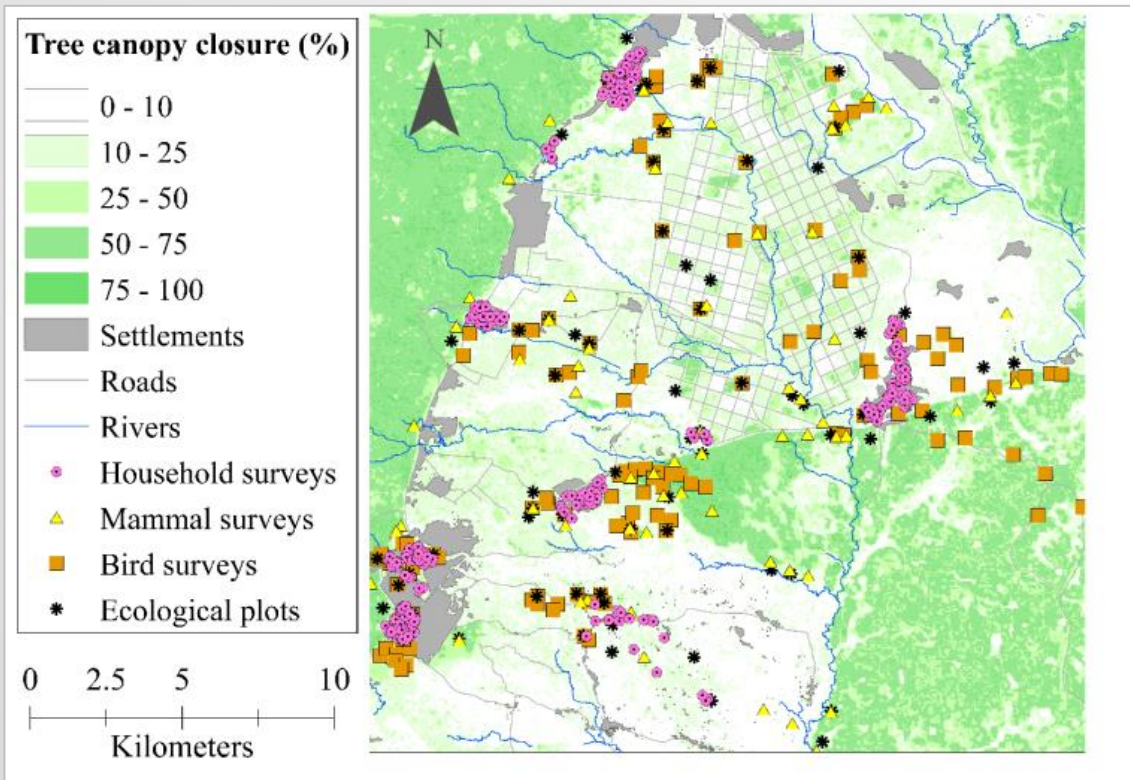 Tree canopy closure (%)
0 - 10
10 - 25
25 - 50
50 - 75
75 - 100
Settlements
Roads
Rivers
Household surveys
Mammal surveys
Bird surveys
Ecological plots
0 2.5 5 10
Kilometers
N